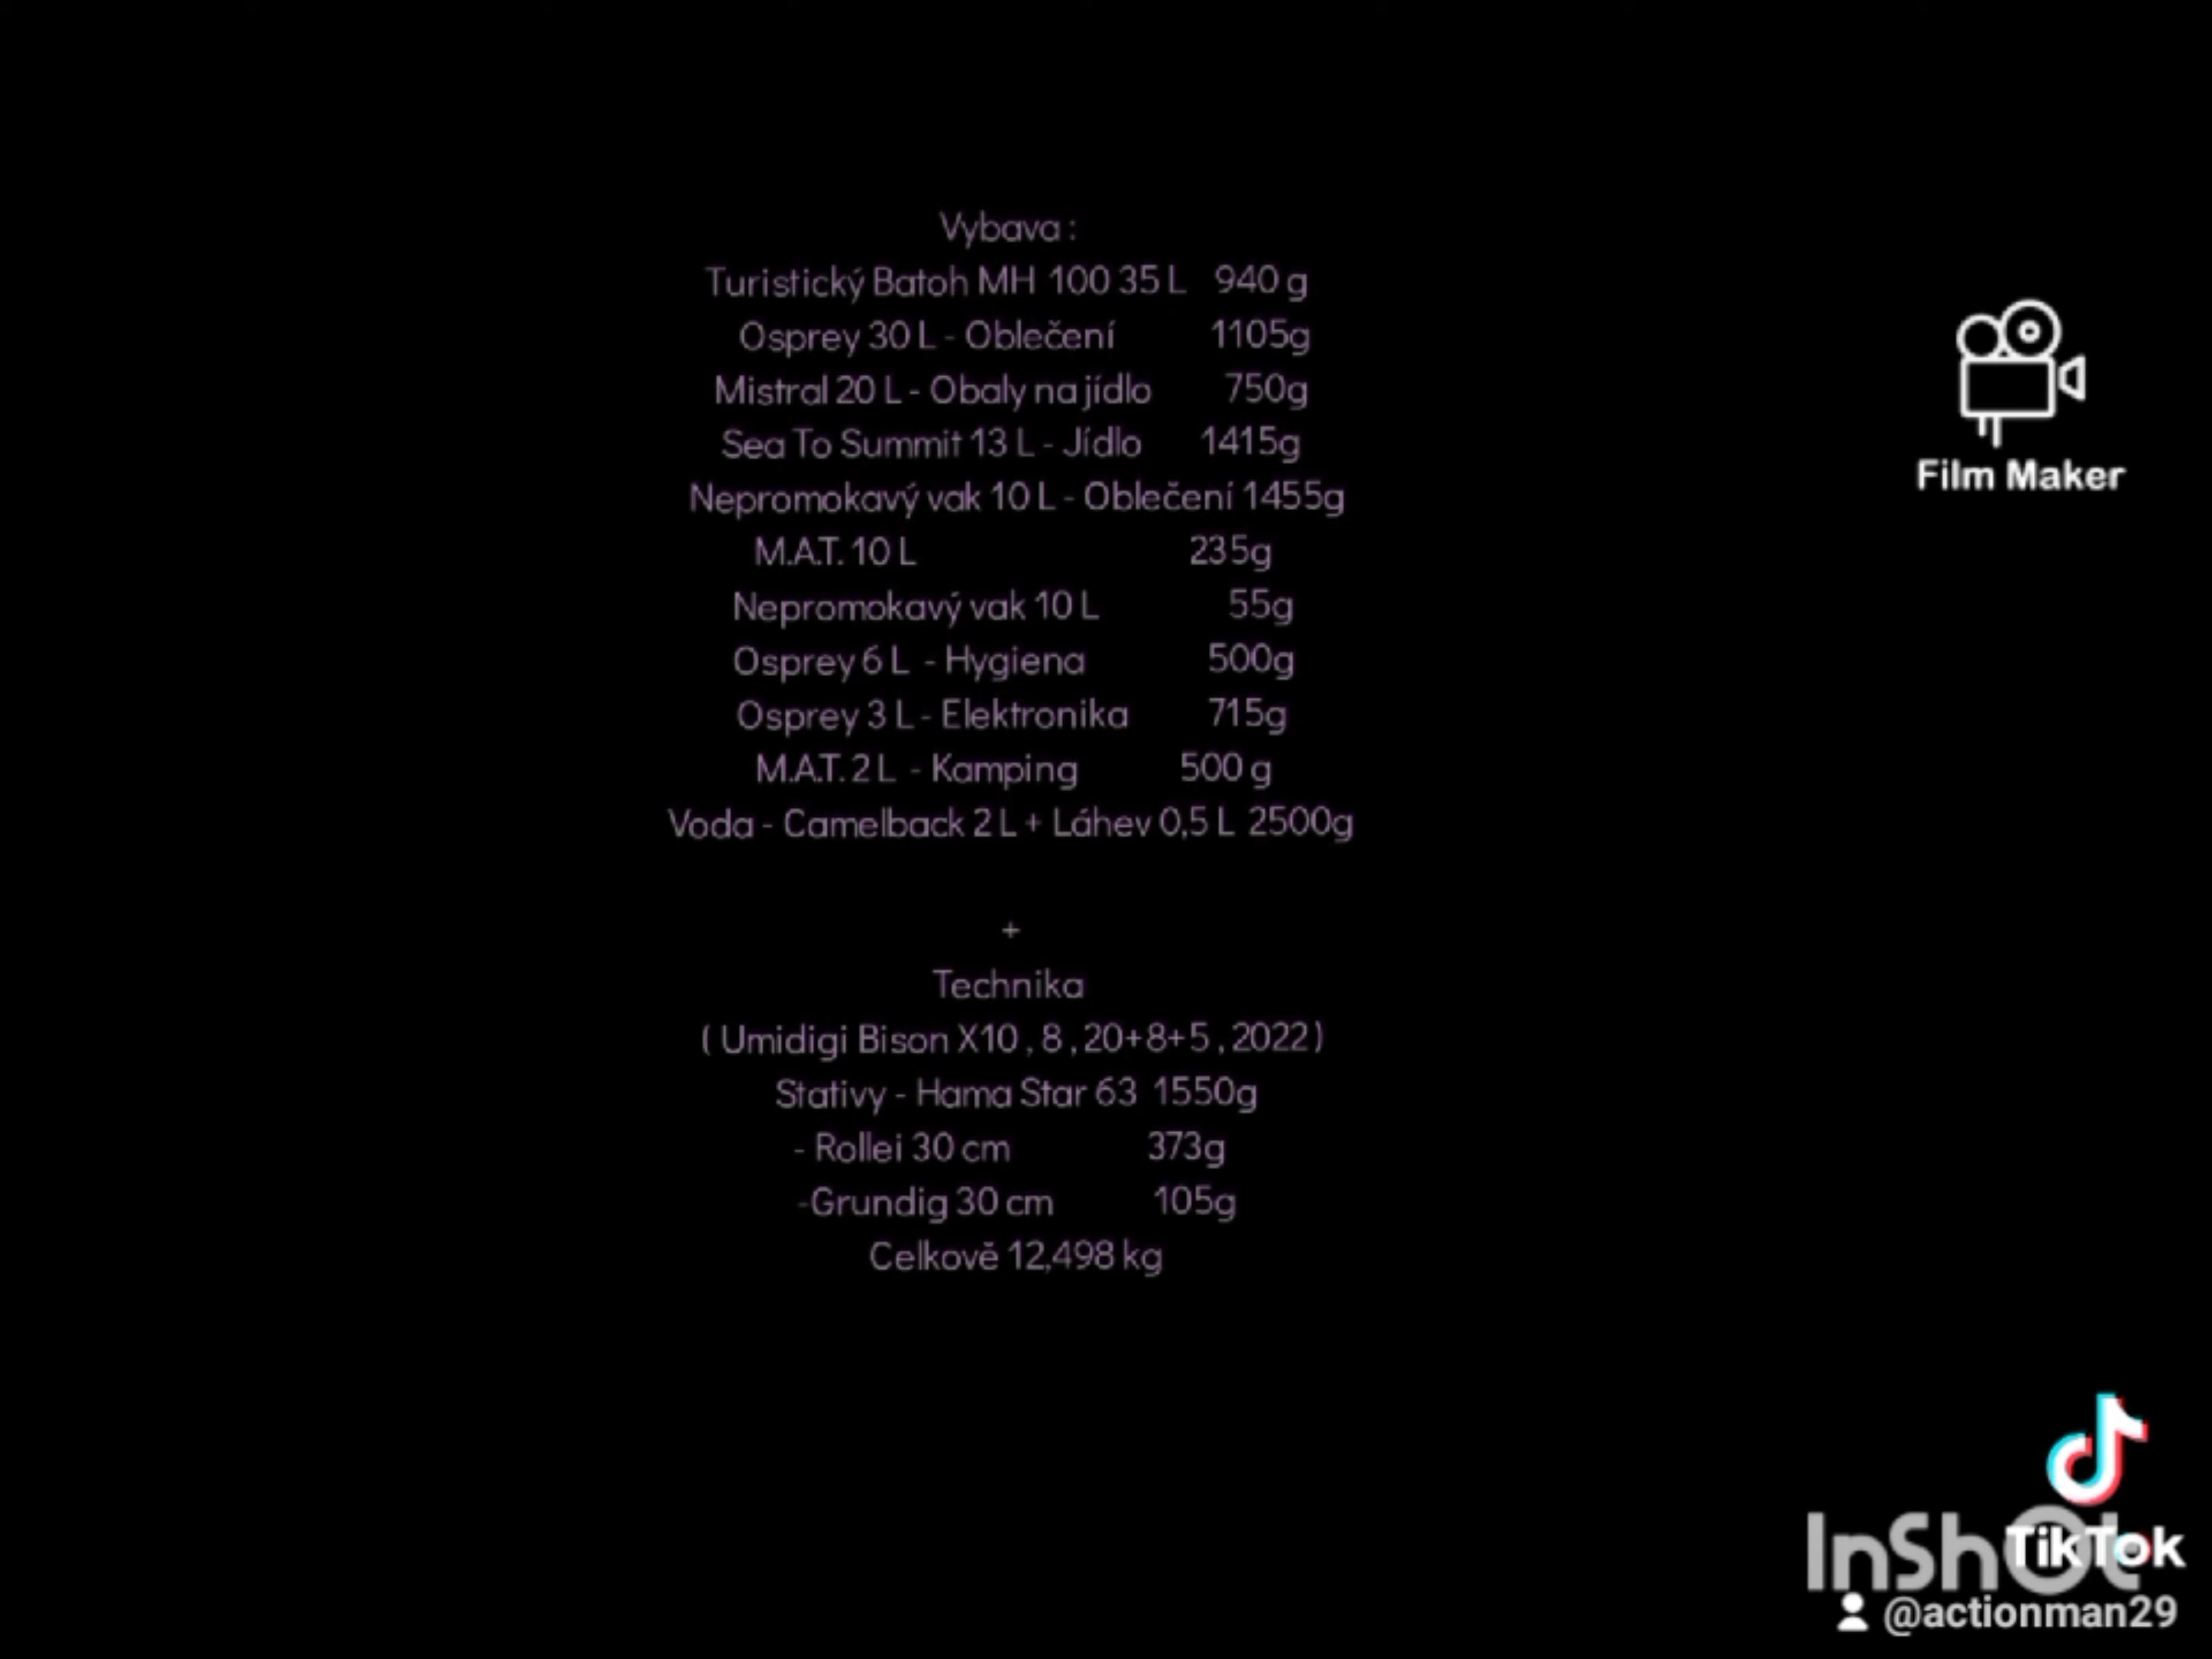 Vybava :
Turistický Batoh MH 100 35 L 940 g
Osprey 30 L - Oblečení 1105g
Mistral 20 L - Obaly na jídlo 750g
Sea To Summit 13 L - Jídlo 1415g
Nepromokavý vak 10 L - Oblečení 1455g
M.A.T. 10 L 235g
Nepromokavý vak 10 L 55g
Osprey 6 L - Hygiena 500g
Osprey 3 L - Elektronika 715g
M.A.T. 2 L - Kamping 500 g
Voda - Camelback 2 L + Láhev 0,5 L 2500g
+
Technika
( Umidigi Bison X10 , 8 , 20+8+5 , 2022 )
Stativy - Hama Star 63 1550g
- Rollei 30 cm 373g
-Grundig 30 cm 105g
Celkově 12,498 kg
Film Maker
InShOt
TikTok
@actionman29